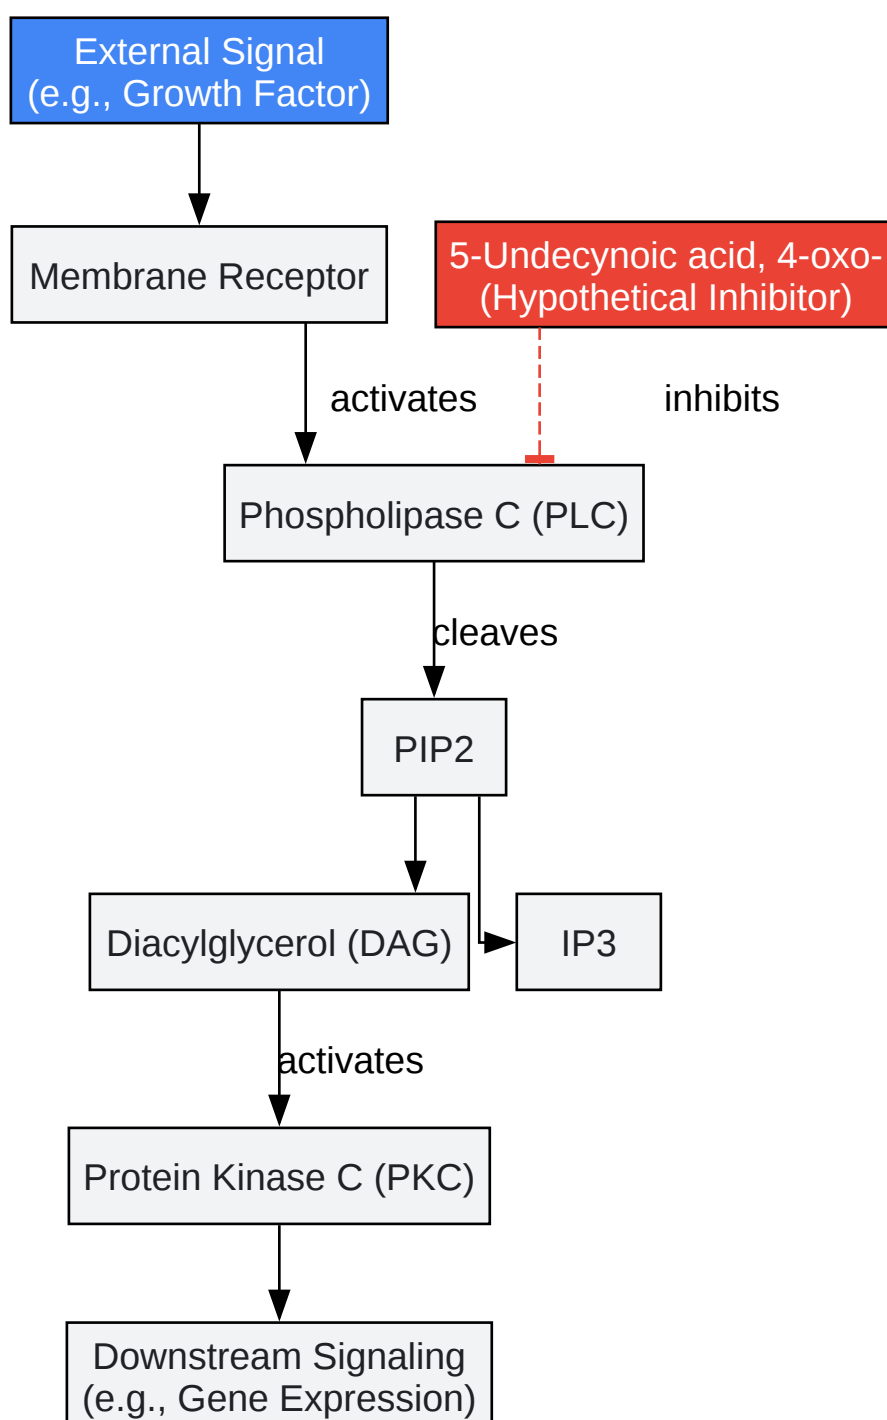 External Signal
(e.g., Growth Factor)
Membrane Receptor
5-Undecynoic acid, 4-oxo-
(Hypothetical Inhibitor)
activates
inhibits
Phospholipase C (PLC)
cleaves
PIP2
Diacylglycerol (DAG)
IP3
activates
Protein Kinase C (PKC)
Downstream Signaling
(e.g., Gene Expression)